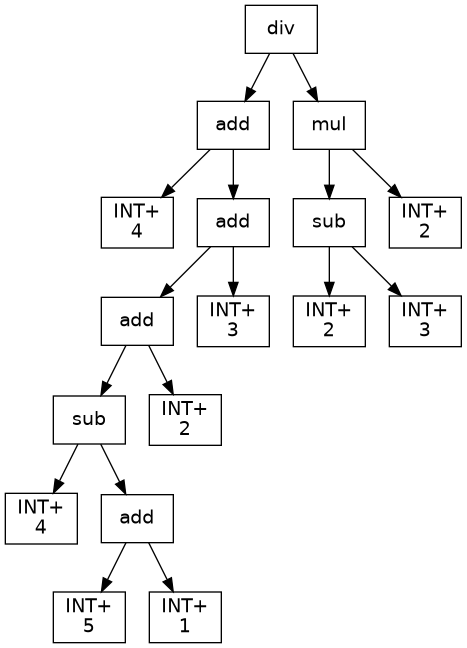 div
add
mul
INT+
4
add
sub
INT+
2
add
INT+
3
INT+
2
INT+
3
sub
INT+
2
INT+
4
add
INT+
5
INT+
1